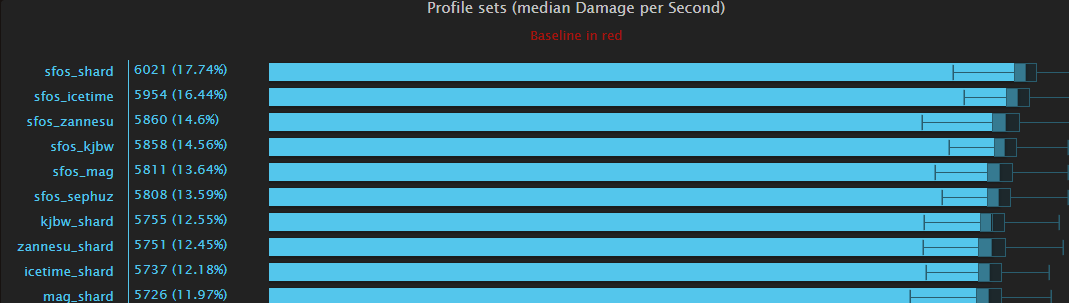 Profile sets (median Damage per Second)
Baseline in red
sfos_shard 6021 (17.74%)
sfos_icetime 5954 (16.44%)
sfos_zannesu 5860 (14.6%)
sfos_kjbw 5858 (14.56%)
sfos_mag 5811 (13.64%)
sfos_sephuz 5808 (13.59%)
kjbw_shard 5755 (12.55%)
zannesu_shard 5751 (12.45%)
icetime_shard 5737 (12.18%)
mag_shard 5726 (11.97%)